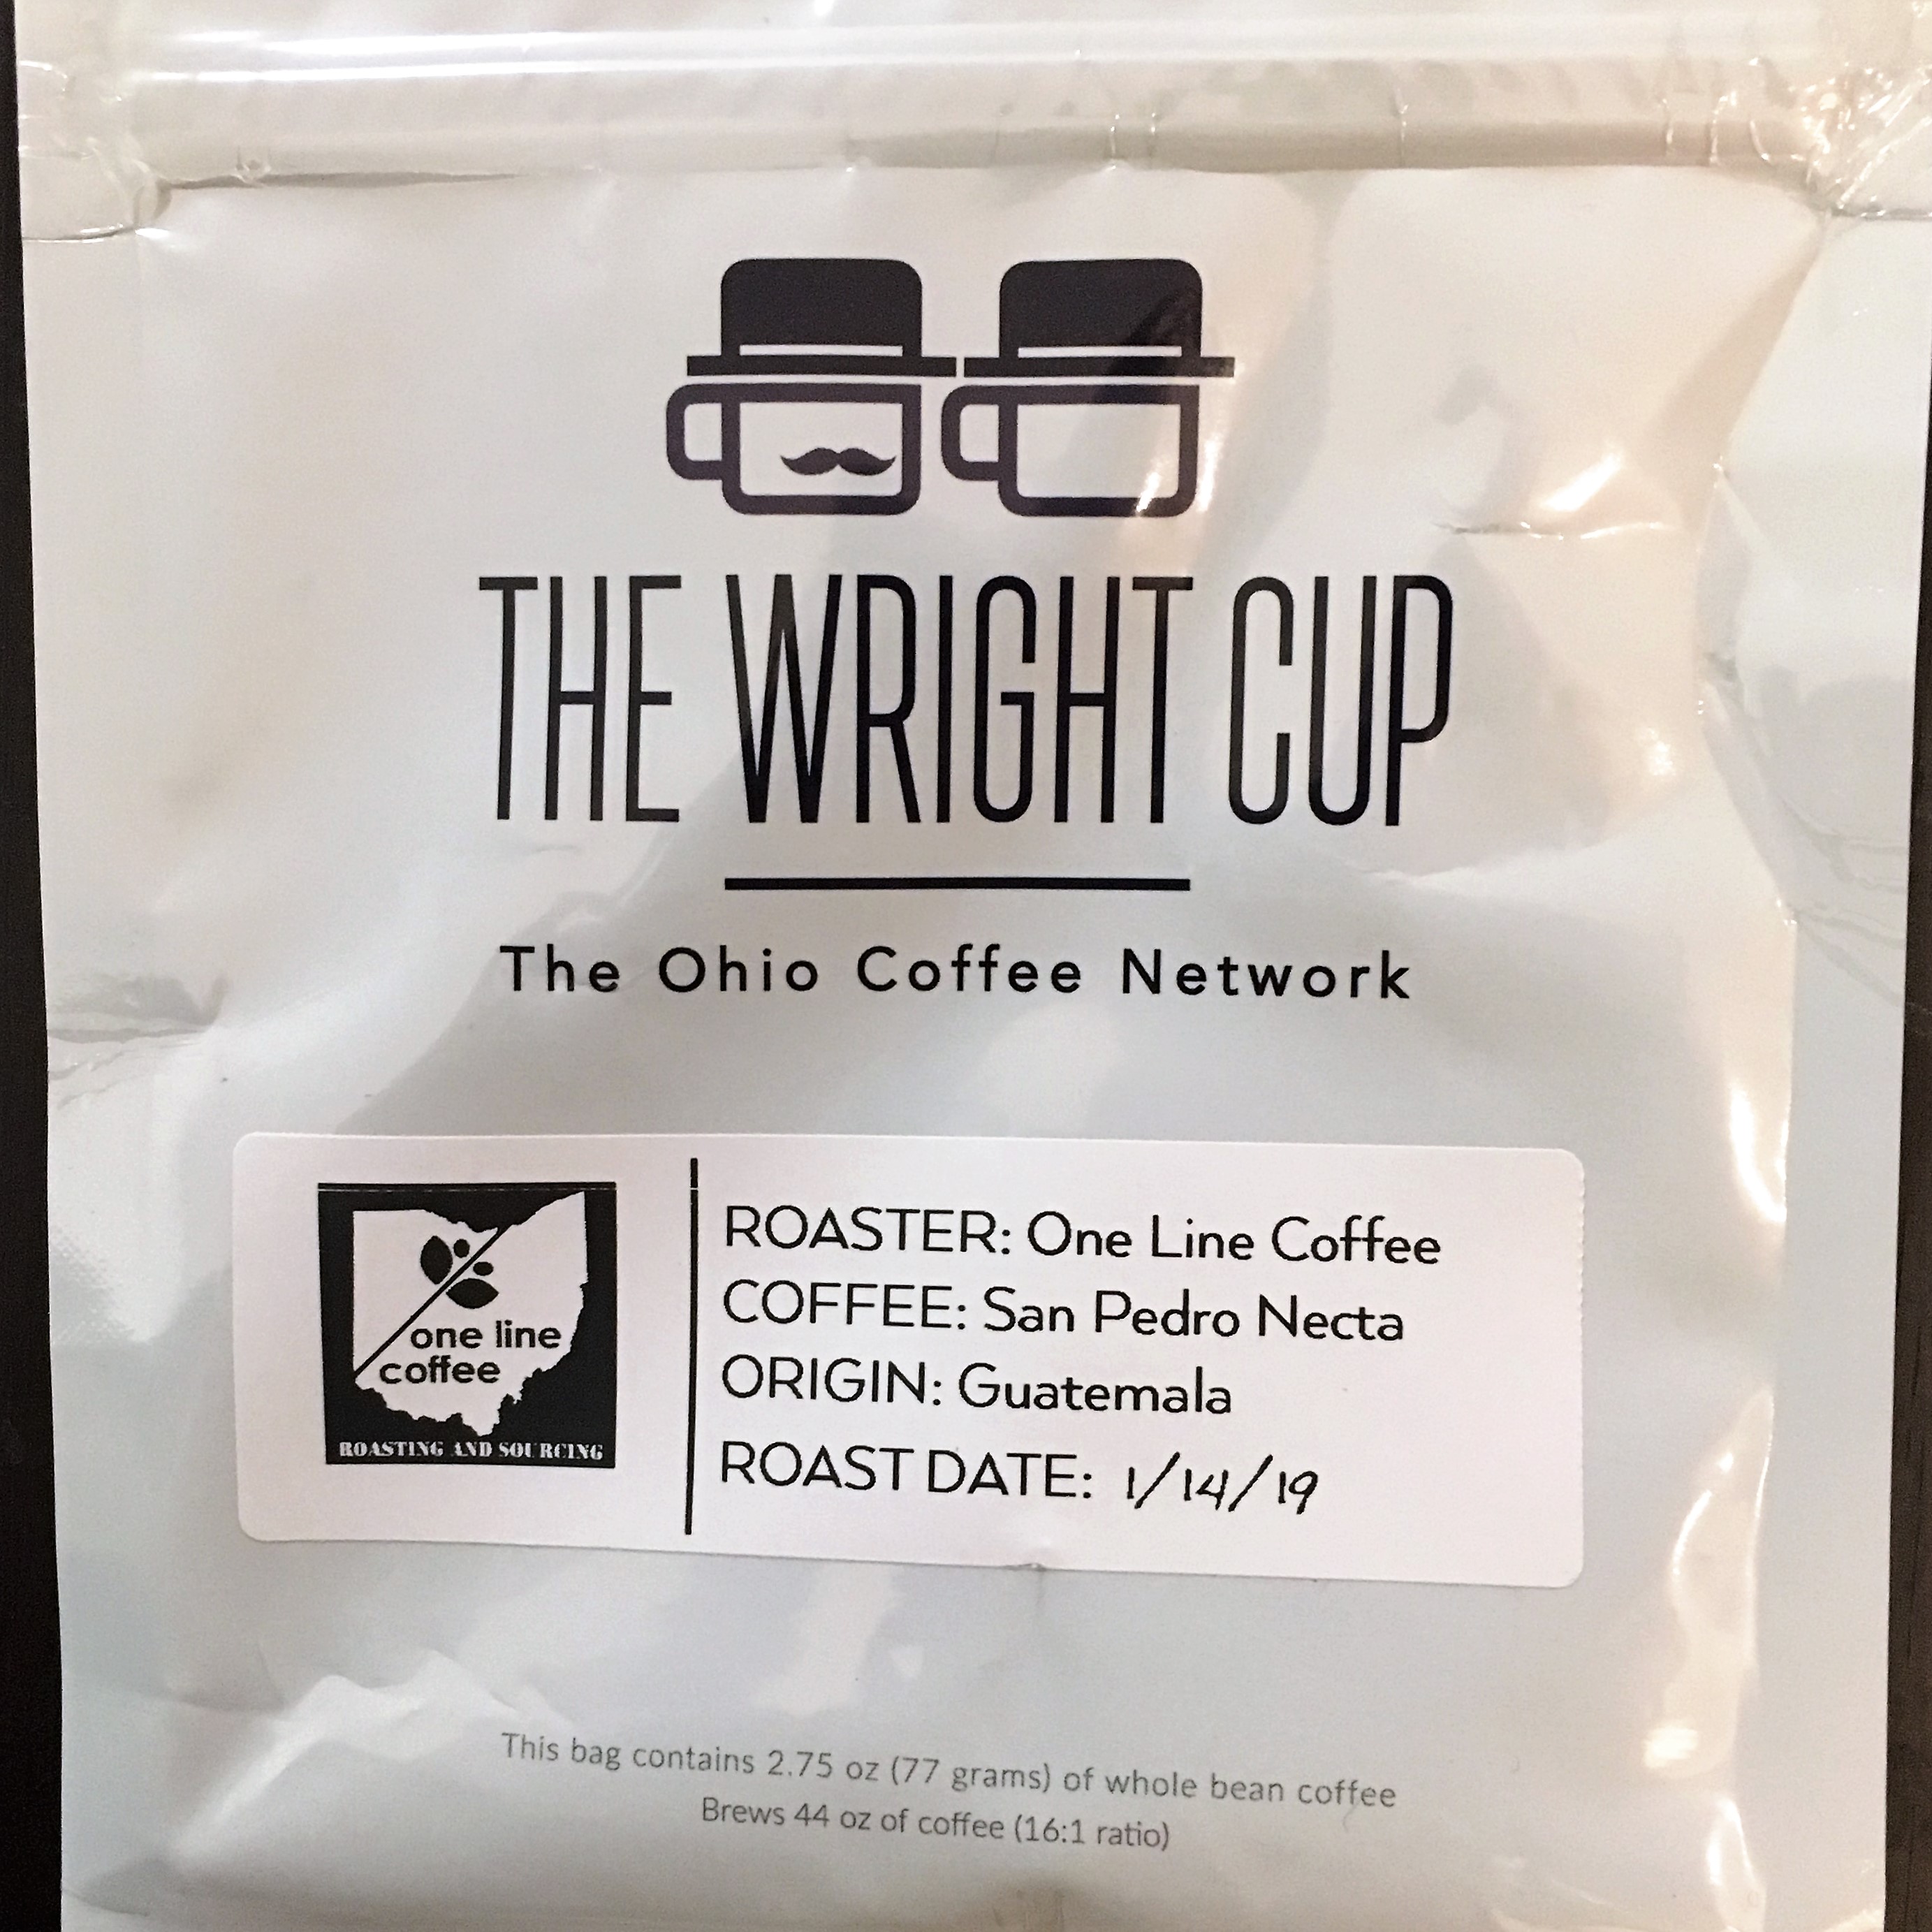 THE WRIGHT CUP
The Ohio Coffee Network
one line
coffee
ROASTING AND SOURCING
ROASTER: One Line Coffee
COFFEE: San Pedro Necta
ORIGIN: Guatemala
ROAST DATE: 1/14/19
This bag contains 2.75 oz (77 grams) of whole bean coffee
Brews 44 oz of coffee (16:1 ratio)